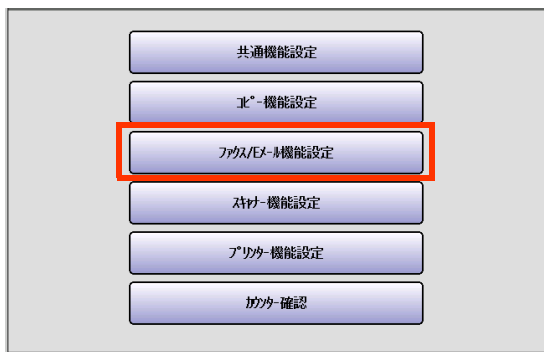 共通機能設定
ｺﾋﾟｰ機能設定
ﾌｧｸｽ/Eﾒｰﾙ機能設定
ｽｷｬﾅｰ機能設定
ﾌﾟﾘﾝﾀｰ機能設定
ｶｳﾝﾀｰ確認